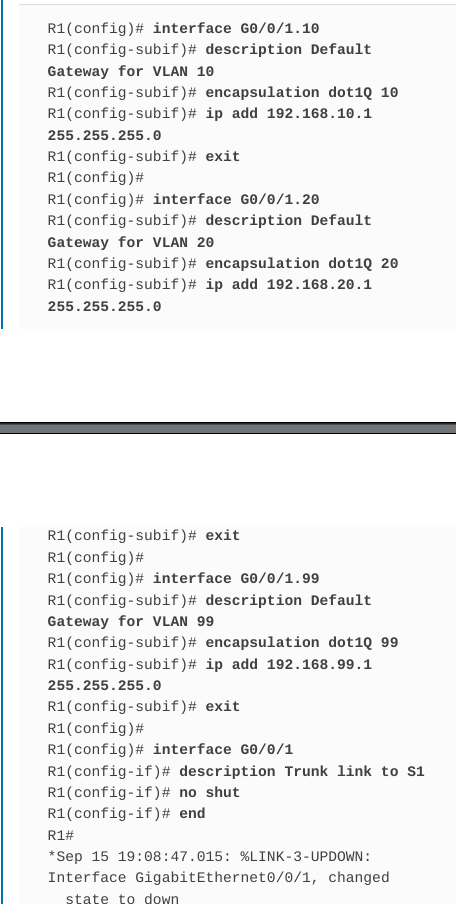 R1(config)# interface G0/0/1.10
R1(config-subif)# description Default
Gateway for VLAN 10
R1(config-subif)# encapsulation dot1Q 10
R1(config-subif)# ip add 192.168.10.1
255.255.255.0
R1(config-subif)# exit
R1(config)#
R1(config)# interface G0/0/1.20
R1(config-subif)# description Default
Gateway for VLAN 20
R1(config-subif)# encapsulation dot1Q 20
R1(config-subif)# ip add 192.168.20.1
255.255.255.0
R1(config-subif)# exit
R1(config)#
R1(config)# interface G0/0/1.99
R1(config-subif)# description Default
Gateway for VLAN 99
R1(config-subif)# encapsulation dot1Q 99
R1(config-subif)# ip add 192.168.99.1
255.255.255.0
R1(config-subif)# exit
R1(config)#
R1(config)# interface G0/0/1
R1(config-if)# description Trunk link to S1
R1(config-if)# no shut
R1(config-if)# end
R1#
*Sep 15 19:08:47.015: %LINK-3-UPDOWN:
Interface GigabitEthernet0/0/1, changed
state to down